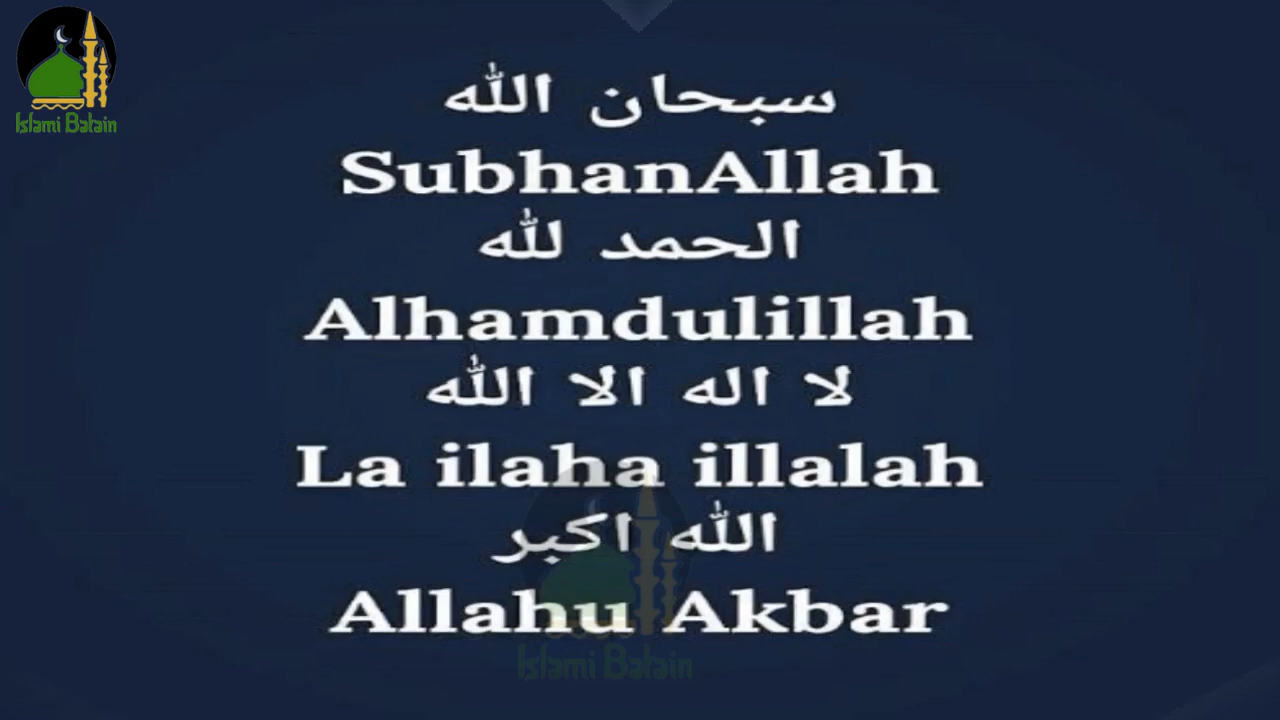 Islami Batain
سبحان الله
SubhanAllah
الحمد لله
Alhamdulillah
لا اله الا الله
La ilaha illalah
الله اكبر
Allahu Akbar
Islami Batain